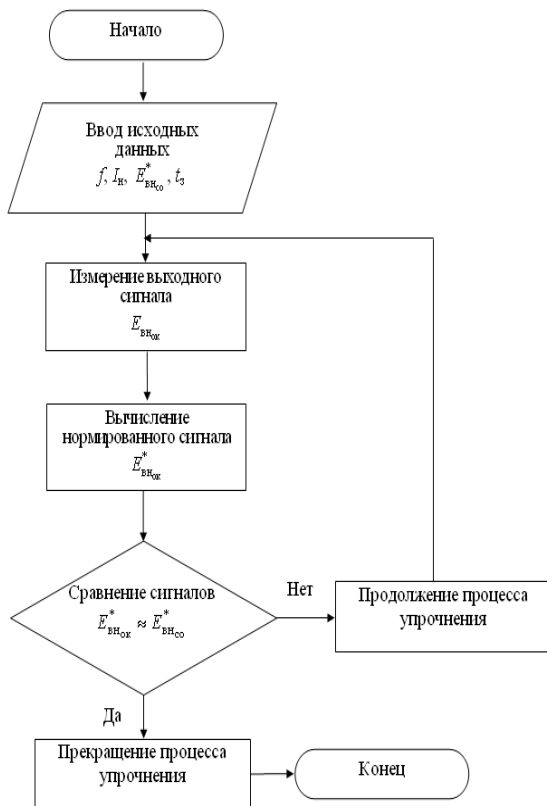 Начало
Ввод исходных
данных
f, Iн, E*вн со, tз
Измерение выходного
сигнала
Eвн ок
Вычисление
нормированного сигнала
E*вн ок
Сравнение сигналов
E*вн ок ≈ E*вн со
Нет
Продолжение процесса
упрочнения
Да
Прекращение процесса
упрочнения
Конец